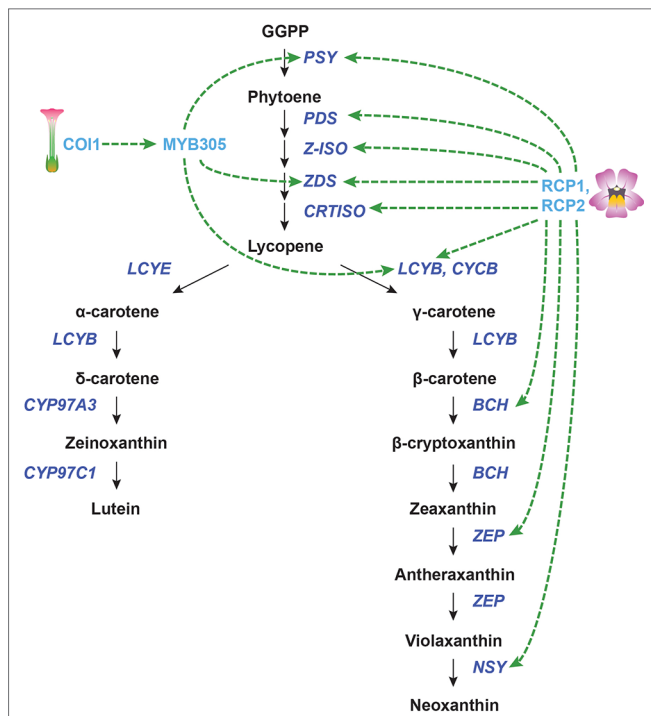 GGPP
PSY
Phytoene
PDS
COI1
MYB305
Z-ISO
ZDS
RCP1,
RCP2
CRTISO
Lycopene
LCYE
LCYB, CYCB
α-carotene
γ-carotene
LCYB
LCYB
δ-carotene
β-carotene
CYP97A3
BCH
Zeinoxanthin
β-cryptoxanthin
CYP97C1
BCH
Lutein
Zeaxanthin
ZEP
Antheraxanthin
ZEP
Violaxanthin
NSY
Neoxanthin